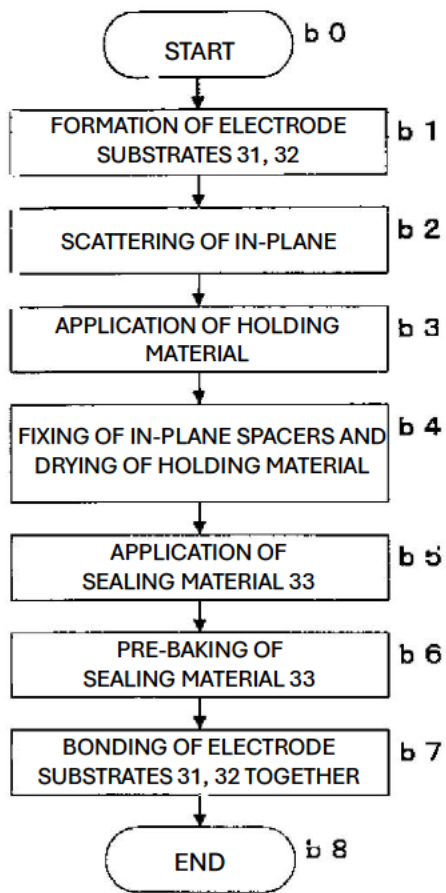 START
b 0
FORMATION OF ELECTRODE
SUBSTRATES 31, 32
b 1
SCATTERING OF IN-PLANE
b 2
APPLICATION OF HOLDING
MATERIAL
b 3
FIXING OF IN-PLANE SPACERS AND
DRYING OF HOLDING MATERIAL
b 4
APPLICATION OF
SEALING MATERIAL 33
b 5
PRE-BAKING OF
SEALING MATERIAL 33
b 6
BONDING OF ELECTRODE
SUBSTRATES 31, 32 TOGETHER
b 7
END
b 8